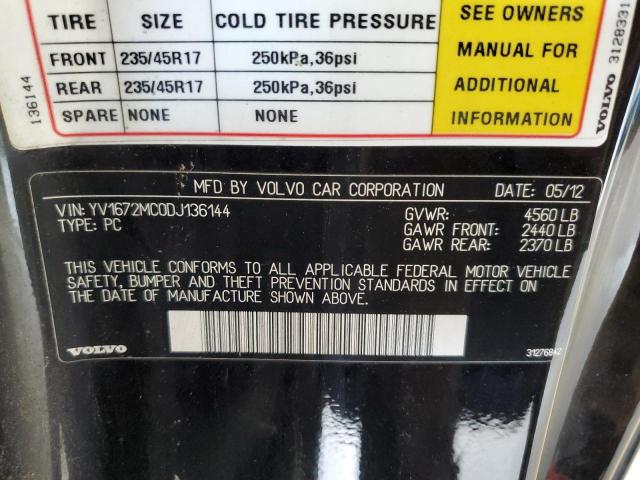 TIRE SIZE COLD TIRE PRESSURE
FRONT 235/45R17 250kPa,36psi
REAR 235/45R17 250kPa,36psi
SPARE NONE NONE
SEE OWNERS
MANUAL FOR
ADDITIONAL
INFORMATION
136144
VOLVO 3128331
MFD BY VOLVO CAR CORPORATION DATE: 05/12
VIN: YV1672MC0DJ136144 GVWR: 4560 LB
TYPE: PC GAWR FRONT: 2440 LB
GAWR REAR: 2370 LB
THIS VEHICLE CONFORMS TO ALL APPLICABLE FEDERAL MOTOR VEHICLE
SAFETY, BUMPER AND THEFT PREVENTION STANDARDS IN EFFECT ON
THE DATE OF MANUFACTURE SHOWN ABOVE.
VOLVO 31276842